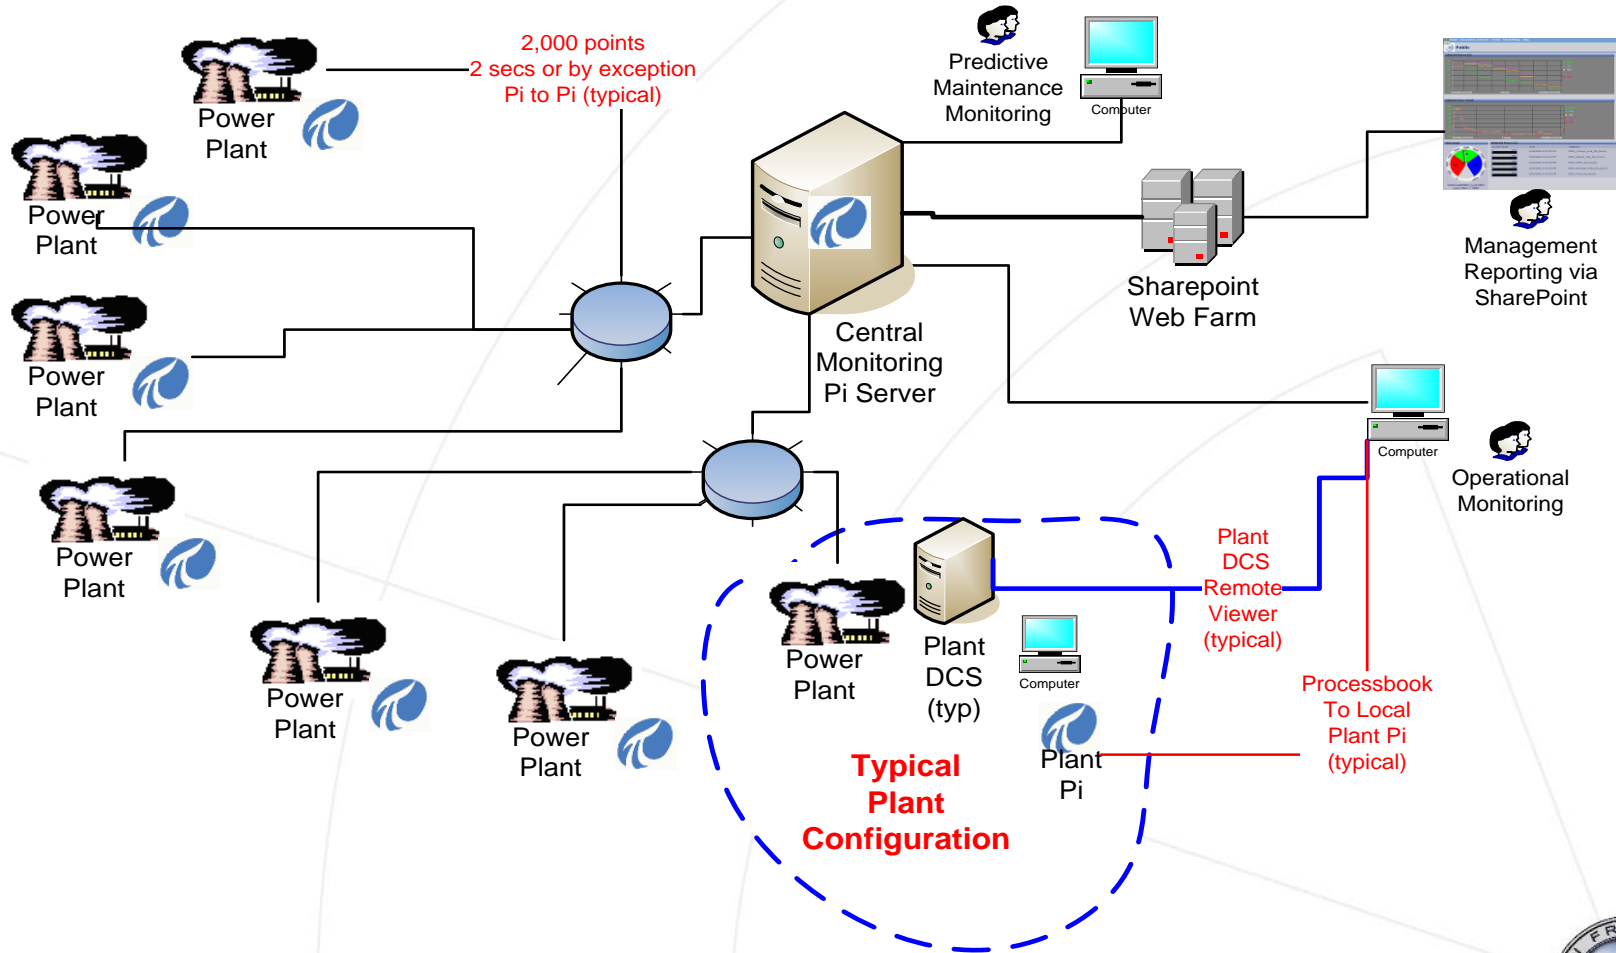 2,000 points
2 secs or by exception
Pi to Pi (typical)
Power
Plant
Power
Plant
Power
Plant
Power
Plant
Power
Plant
Power
Plant
Predictive
Maintenance
Monitoring
Computer
Central
Monitoring
Pi Server
Sharepoint
Web Farm
Public
Management
Reporting via
SharePoint
Computer
Operational
Monitoring
Plant
DCS
Remote
Viewer
(typical)
Processbook
To Local
Plant Pi
(typical)
Power
Plant
Plant
DCS
(typ)
Computer
Plant
Pi
Typical
Plant
Configuration
FR